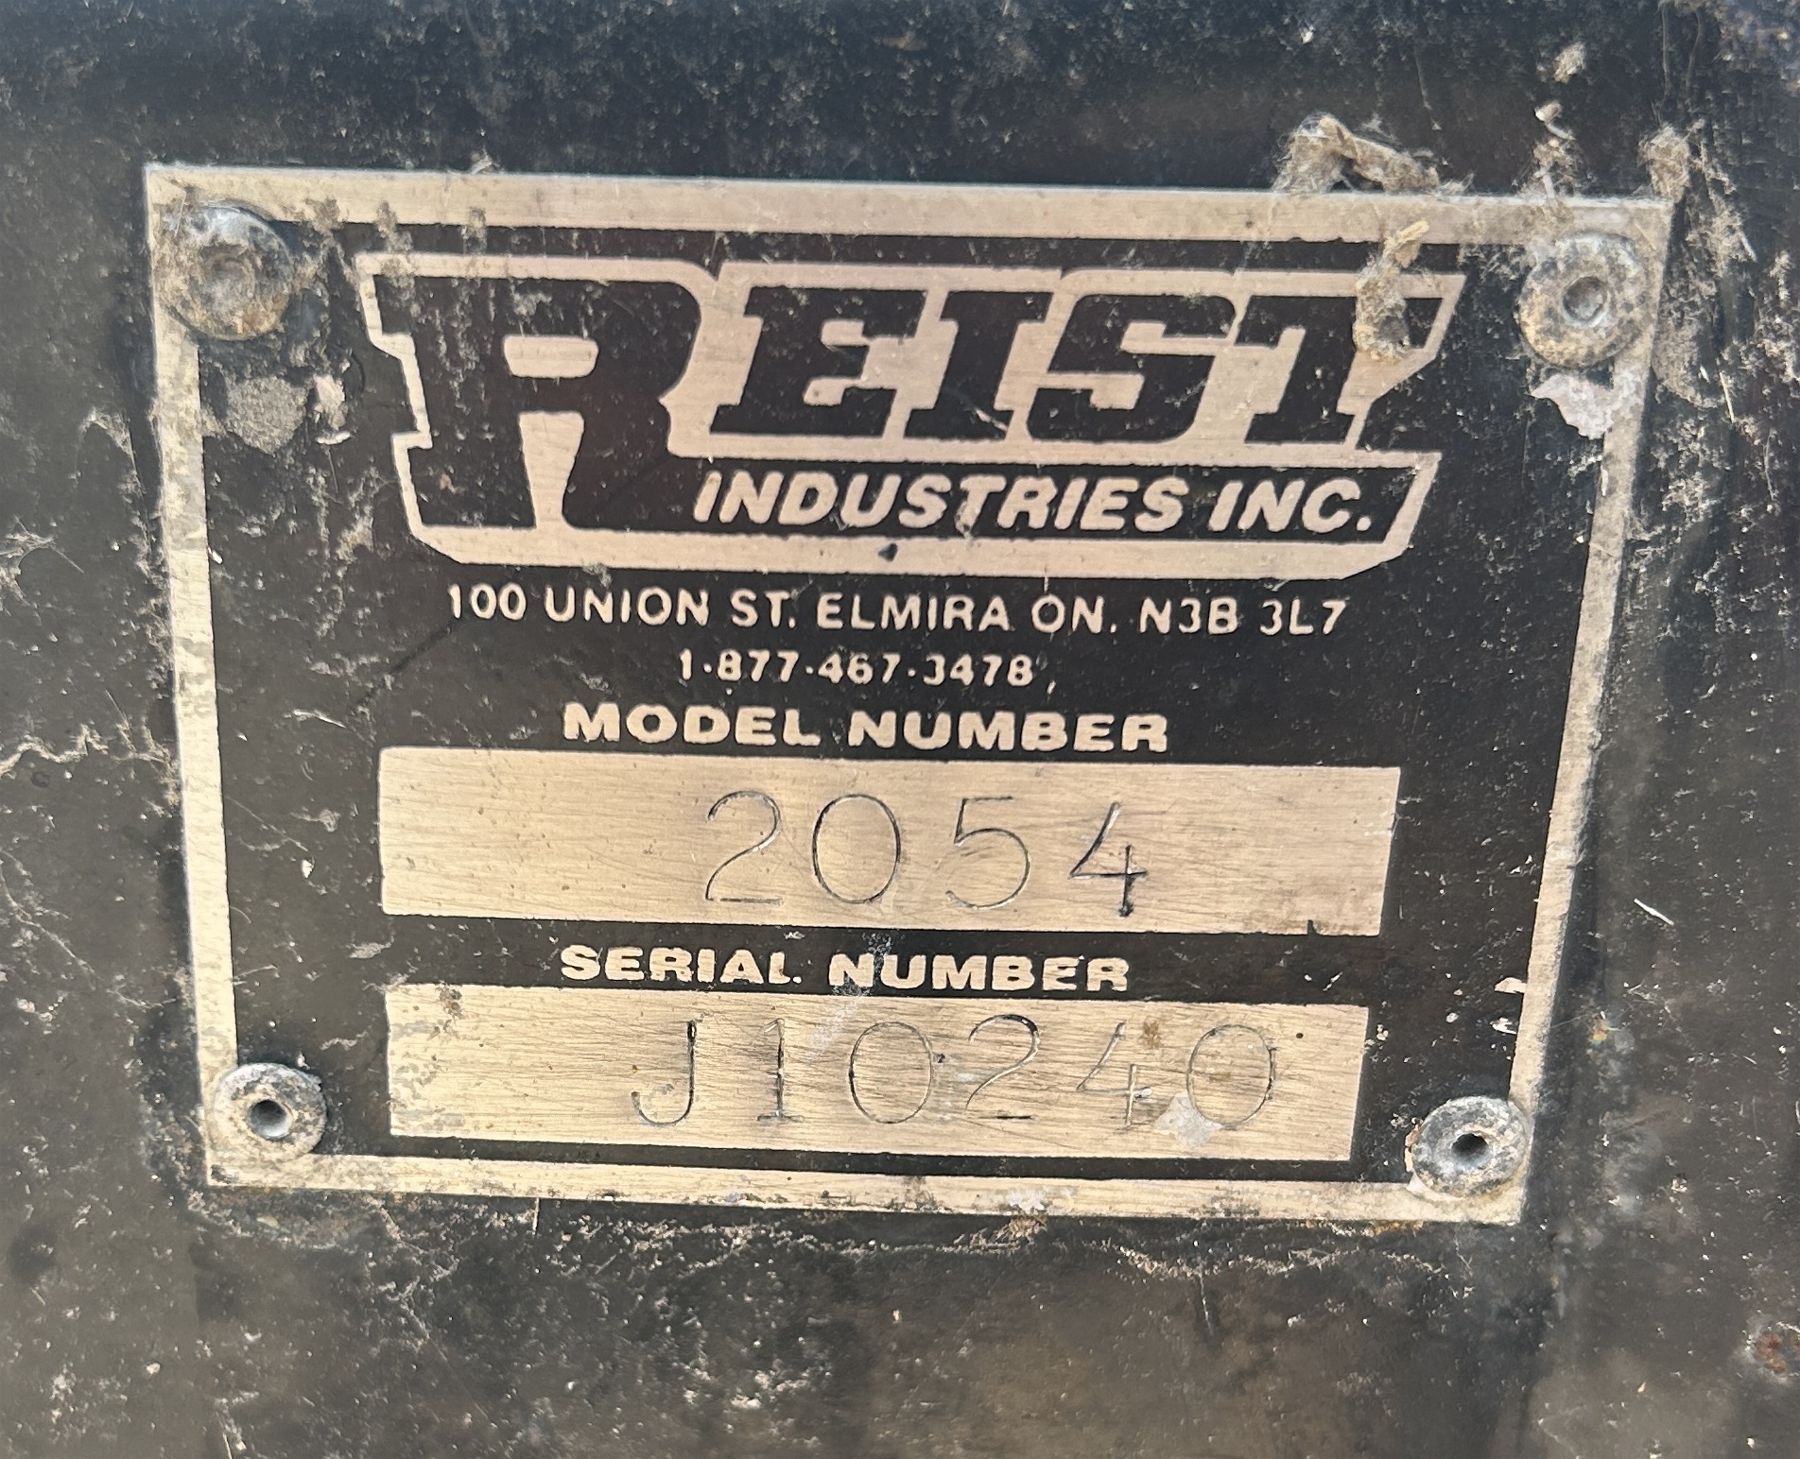 REIST
INDUSTRIES INC.
100 UNION ST. ELMIRA ON. N3B 3L7
1-877-467-3478
MODEL NUMBER
2054
SERIAL NUMBER
J10240